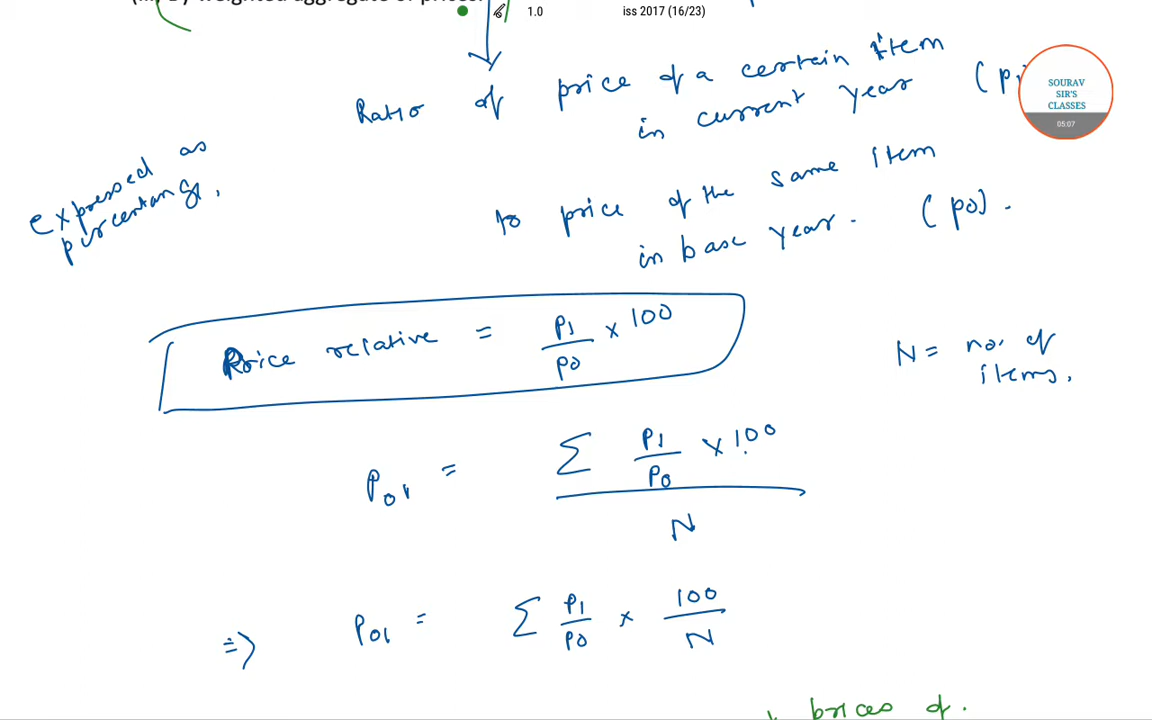 by weighted aggregate of prices.
1.0
iss 2017 (16/23)
Ratio of price of a certain item
in current year (p
SOURAV
SIR'S
CLASSES
05:07
expressed as
percentange,
to price of the same item
in base year. (p0).
Price relative = p1/p0 × 100
N = no. of
items.
P01 = Σ p1/p0 × 100 / N
⇒ P01 = Σ p1/p0 × 100/N
prices of.